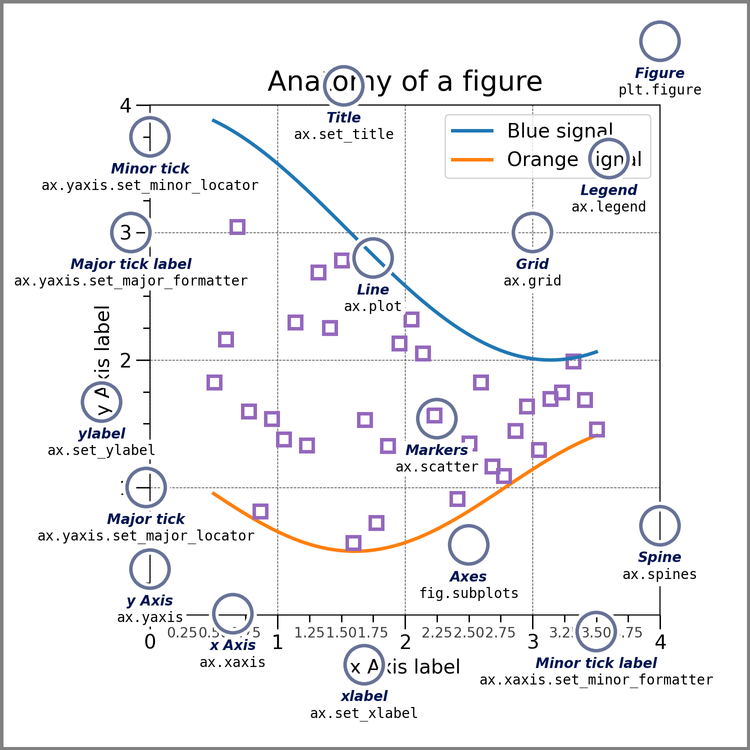 Figure
plt.figure
Anatomy of a figure
Title
ax.set_title
4
Blue signal
Orange signal
Minor tick
ax.yaxis.set_minor_locator
Legend
ax.legend
3
Major tick label
ax.yaxis.set_major_formatter
Grid
ax.grid
Line
ax.plot
2
y Axis label
ylabel
ax.set_ylabel
Markers
ax.scatter
Major tick
ax.yaxis.set_major_locator
Spine
ax.spines
Axes
fig.subplots
y Axis
ax.yaxis
0 0.25 1 1.25 1.50 1.75 2 2.25 2.50 2.75 3 3.50 4
x Axis
ax.xaxis
x Axis label
Minor tick label
ax.xaxis.set_minor_formatter
xlabel
ax.set_xlabel